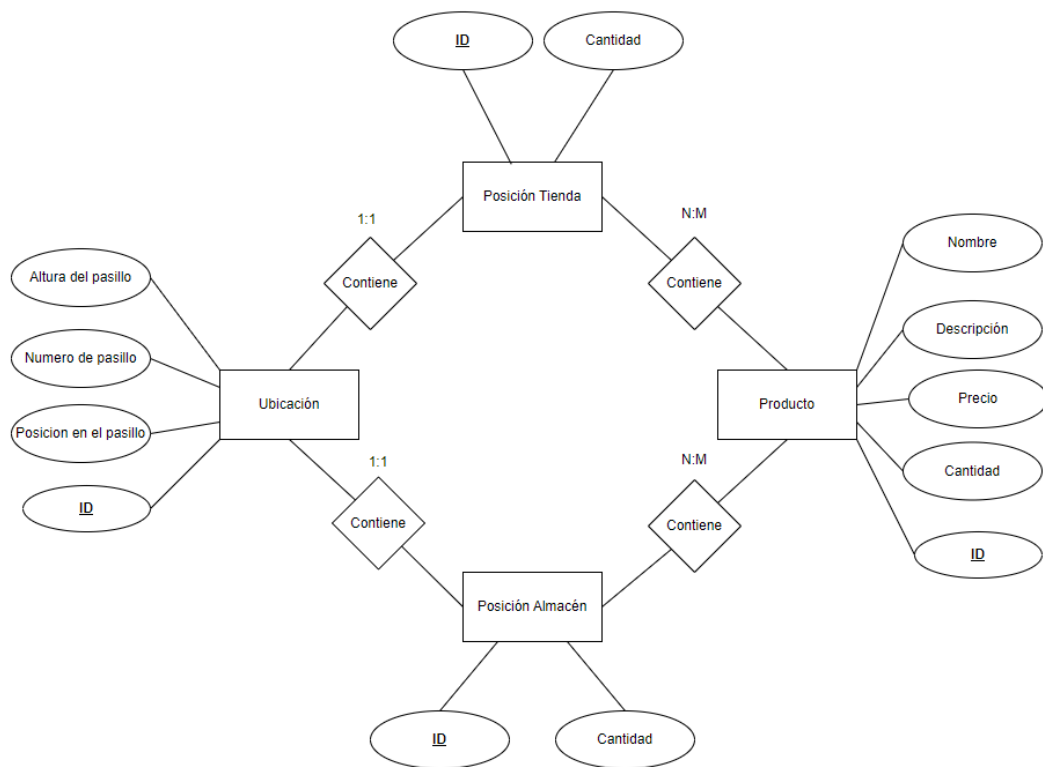 ID
Cantidad
Posición Tienda
1:1
N:M
Contiene
Contiene
Nombre
Altura del pasillo
Descripción
Numero de pasillo
Ubicación
Producto
Precio
Posicion en el pasillo
Cantidad
ID
1:1
N:M
Contiene
Contiene
ID
Posición Almacén
ID
Cantidad